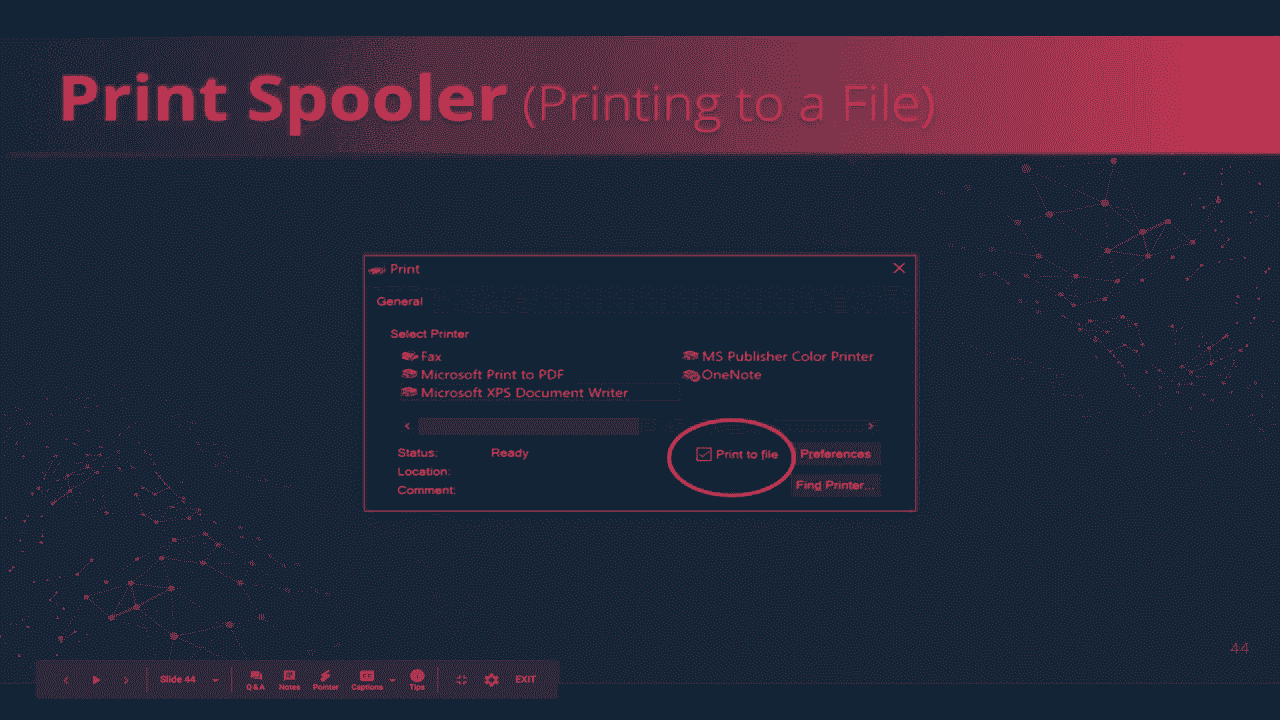 Print Spooler (Printing to a File)
Print
General
Select Printer
Fax
MS Publisher Color Printer
Microsoft Print to PDF
OneNote
Microsoft XPS Document Writer
Status: Ready
Print to file
Preferences
Location:
Find Printer...
Comment:
44
Slide 44
Q&A
Notes
Pointer
Captions
Tips
EXIT